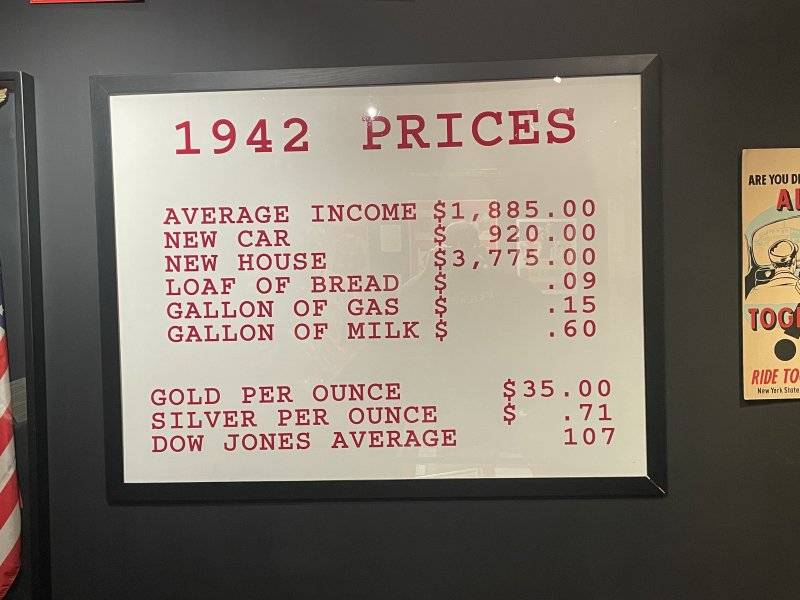 1942 PRICES
AVERAGE INCOME $1,885.00
NEW CAR $ 920.00
NEW HOUSE $3,775.00
LOAF OF BREAD $ .09
GALLON OF GAS $ .15
GALLON OF MILK $ .60
GOLD PER OUNCE $35.00
SILVER PER OUNCE $ .71
DOW JONES AVERAGE 107
ARE YOU
RIDE
New York State